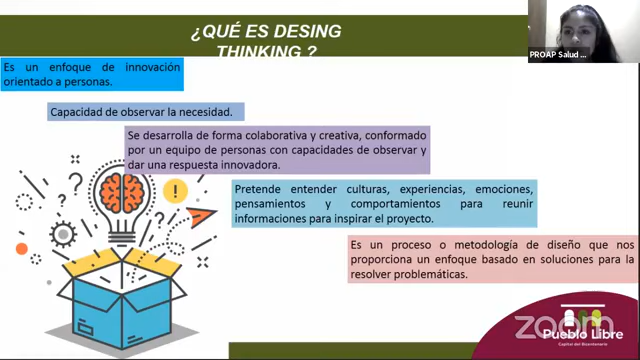 ¿QUÉ ES DESING
THINKING ?
PROAP Salud ...
Es un enfoque de innovación
orientado a personas.
Capacidad de observar la necesidad.
Se desarrolla de forma colaborativa y creativa, conformado
por un equipo de personas con capacidades de observar y
dar una respuesta innovadora.
Pretende entender culturas, experiencias, emociones,
pensamientos y comportamientos para reunir
informaciones para inspirar el proyecto.
Es un proceso o metodología de diseño que nos
proporciona un enfoque basado en soluciones para la
resolver problemáticas.
zoom
Pueblo Libre
Capital del Bicentenario